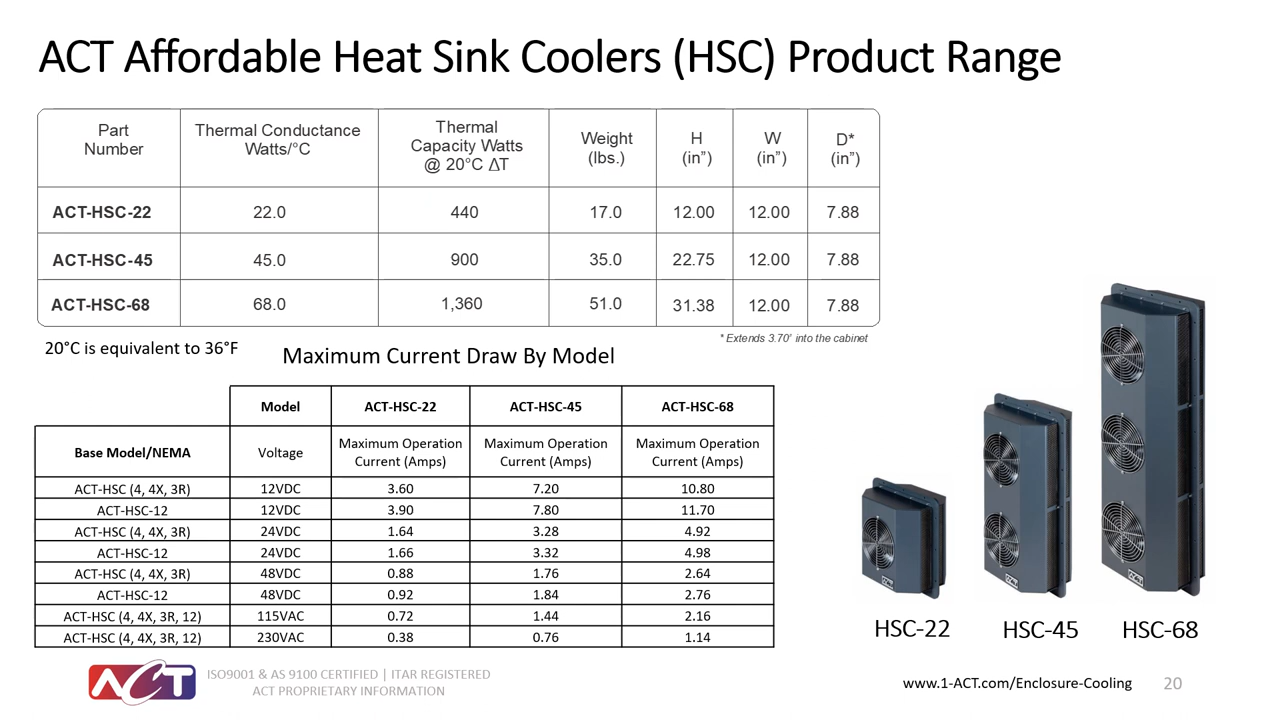 ACT Affordable Heat Sink Coolers (HSC) Product Range
Part Number | Thermal Conductance Watts/°C | Thermal Capacity Watts @ 20°C ΔT | Weight (lbs.) | H (in”) | W (in”) | D* (in”)
ACT-HSC-22 | 22.0 | 440 | 17.0 | 12.00 | 12.00 | 7.88
ACT-HSC-45 | 45.0 | 900 | 35.0 | 22.75 | 12.00 | 7.88
ACT-HSC-68 | 68.0 | 1,360 | 51.0 | 31.38 | 12.00 | 7.88
* Extends 3.70" into the cabinet
20°C is equivalent to 36°F
Maximum Current Draw By Model
Model | ACT-HSC-22 | ACT-HSC-45 | ACT-HSC-68
Base Model/NEMA | Voltage | Maximum Operation Current (Amps) | Maximum Operation Current (Amps) | Maximum Operation Current (Amps)
ACT-HSC (4, 4X, 3R) | 12VDC | 3.60 | 7.20 | 10.80
ACT-HSC-12 | 12VDC | 3.90 | 7.80 | 11.70
ACT-HSC (4, 4X, 3R) | 24VDC | 1.64 | 3.28 | 4.92
ACT-HSC-12 | 24VDC | 1.66 | 3.32 | 4.98
ACT-HSC (4, 4X, 3R) | 48VDC | 0.88 | 1.76 | 2.64
ACT-HSC-12 | 48VDC | 0.92 | 1.84 | 2.76
ACT-HSC (4, 4X, 3R, 12) | 115VAC | 0.72 | 1.44 | 2.16
ACT-HSC (4, 4X, 3R, 12) | 230VAC | 0.38 | 0.76 | 1.14
ACT
ACT
ACT
HSC-22
HSC-45
HSC-68
ACT
ISO9001 & AS 9100 CERTIFIED | ITAR REGISTERED
ACT PROPRIETARY INFORMATION
www.1-ACT.com/Enclosure-Cooling
20